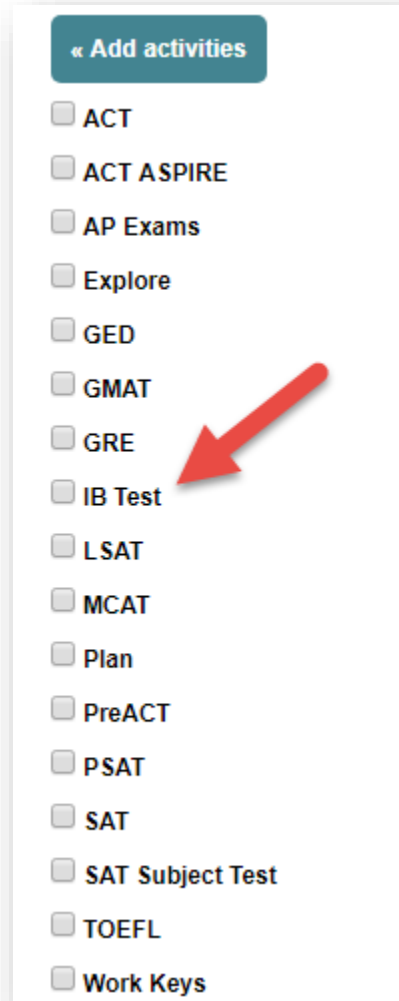 « Add activities
ACT
ACT ASPIRE
AP Exams
Explore
GED
GMAT
GRE
IB Test
LSAT
MCAT
Plan
PreACT
PSAT
SAT
SAT Subject Test
TOEFL
Work Keys